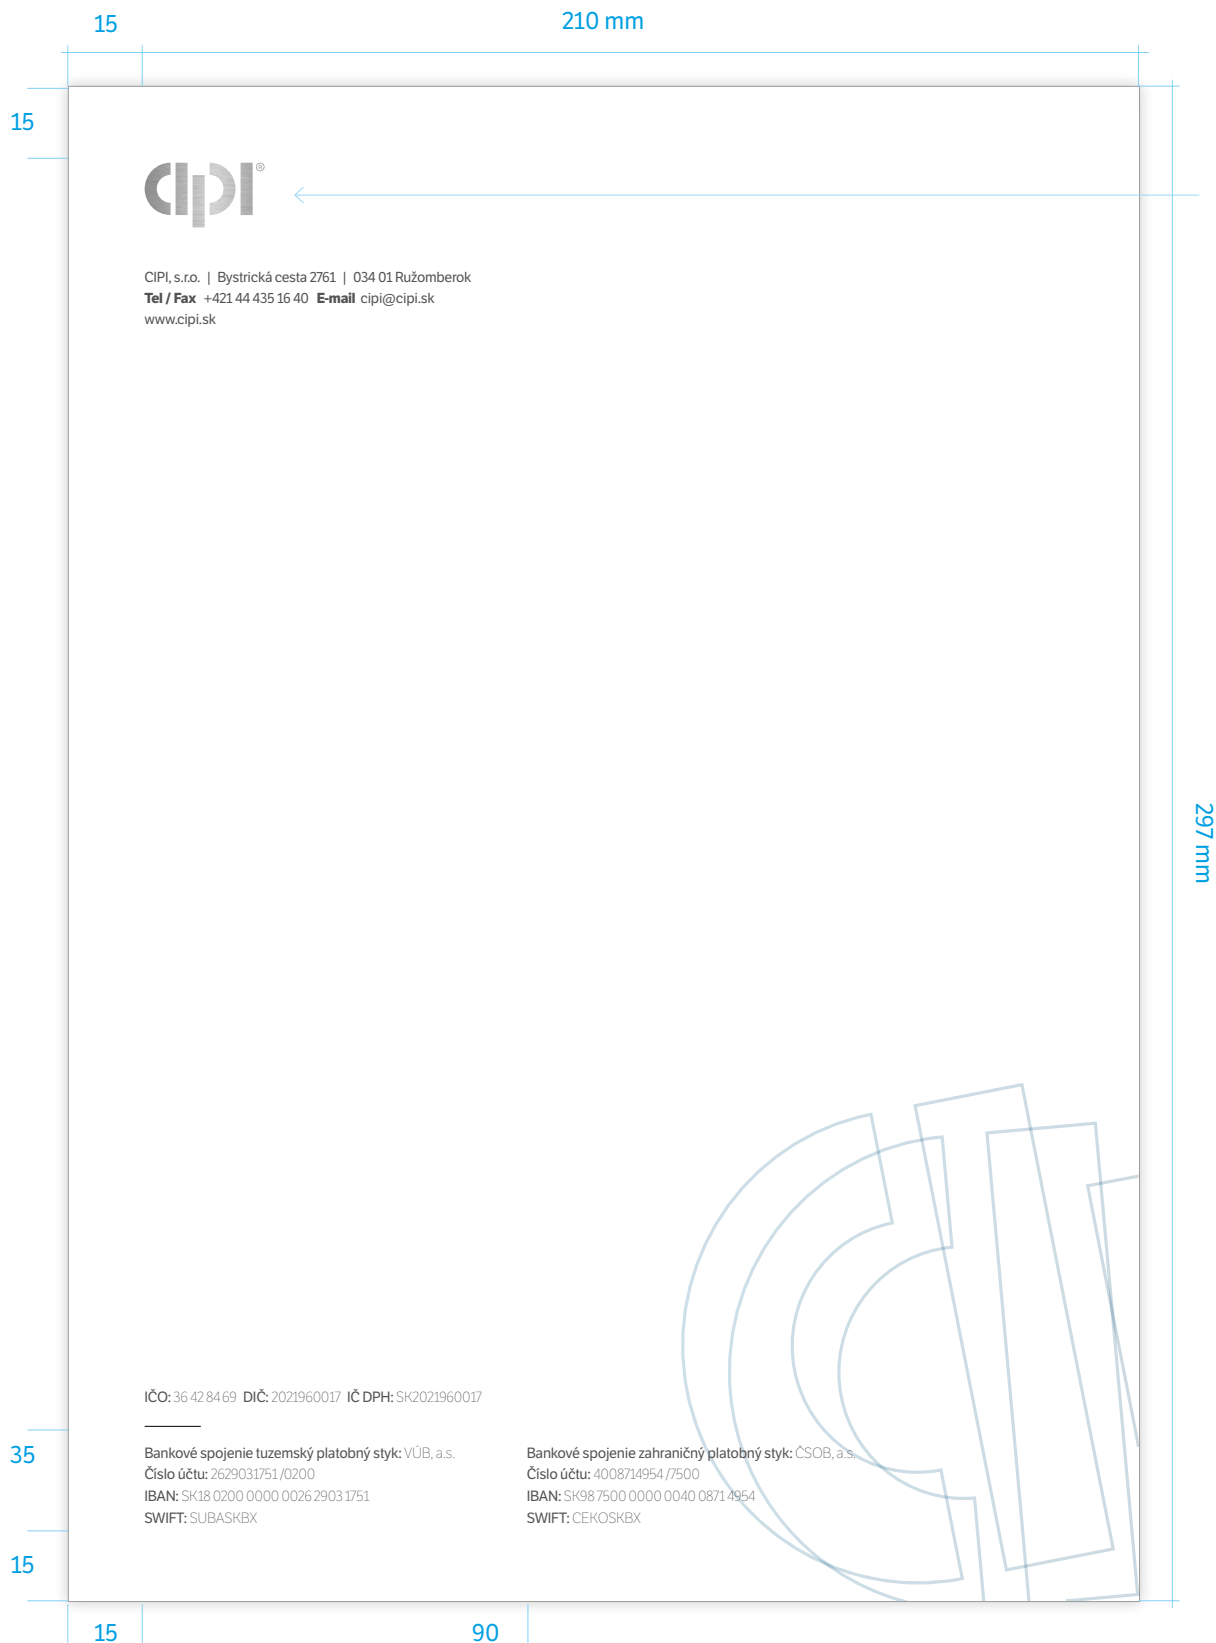 15
210 mm
15
CIPI®
CIPI, s.r.o. | Bystrická cesta 2761 | 034 01 Ružomberok
Tel / Fax +421 44 435 16 40 E-mail cipi@cipi.sk
www.cipi.sk
297 mm
IČO: 36 42 84 69 DIČ: 2021960017 IČ DPH: SK2021960017
35
Bankové spojenie tuzemský platobný styk: VÚB, a.s.
Číslo účtu: 2629031751 /0200
IBAN: SK18 0200 0000 0026 2903 1751
SWIFT: SUBASKBX
Bankové spojenie zahraničný platobný styk: ČSOB, a.s.
Číslo účtu: 4008714954 /7500
IBAN: SK98 7500 0000 0040 0871 4954
SWIFT: CEKOSKBX
15
15
90